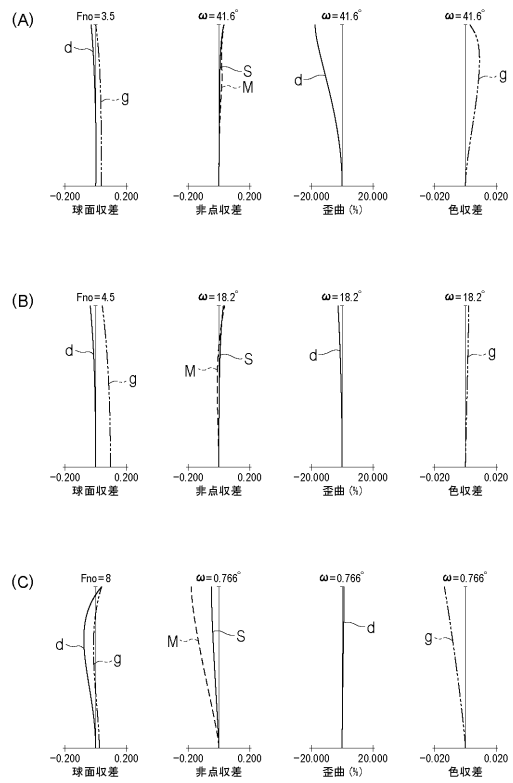 (A)
Fno=3.5 ω=41.6° ω=41.6° ω=41.6°
d g S M d g
−0.200 0.200 −0.200 0.200 −20.000 20.000 −0.020 0.020
球面収差 非点収差 歪曲(%) 色収差
(B)
Fno=4.5 ω=18.2° ω=18.2° ω=18.2°
d g M S d g
−0.200 0.200 −0.200 0.200 −20.000 20.000 −0.020 0.020
球面収差 非点収差 歪曲(%) 色収差
(C)
Fno=8 ω=0.766° ω=0.766° ω=0.766°
d g M S d g
−0.200 0.200 −0.200 0.200 −20.000 20.000 −0.020 0.020
球面収差 非点収差 歪曲(%) 色収差